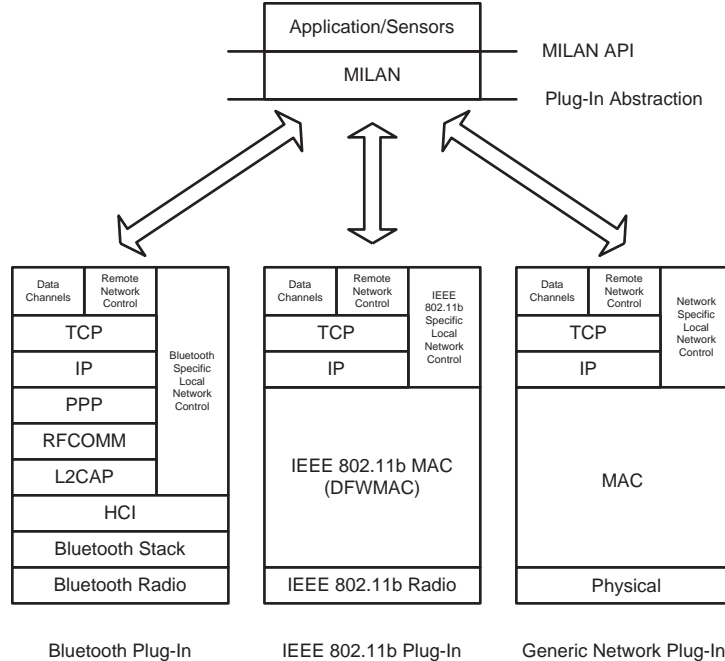 Application/Sensors
MILAN API
MILAN
Plug-In Abstraction
Data
Channels
Remote
Network
Control
TCP
IP
PPP
RFCOMM
L2CAP
Bluetooth
Specific
Local
Network
Control
HCI
Bluetooth Stack
Bluetooth Radio
Bluetooth Plug-In
Data
Channels
Remote
Network
Control
TCP
IP
IEEE
802.11b
Specific
Local
Network
Control
IEEE 802.11b MAC
(DFWMAC)
IEEE 802.11b Radio
IEEE 802.11b Plug-In
Data
Channels
Remote
Network
Control
TCP
IP
Network
Specific
Local
Network
Control
MAC
Physical
Generic Network Plug-In